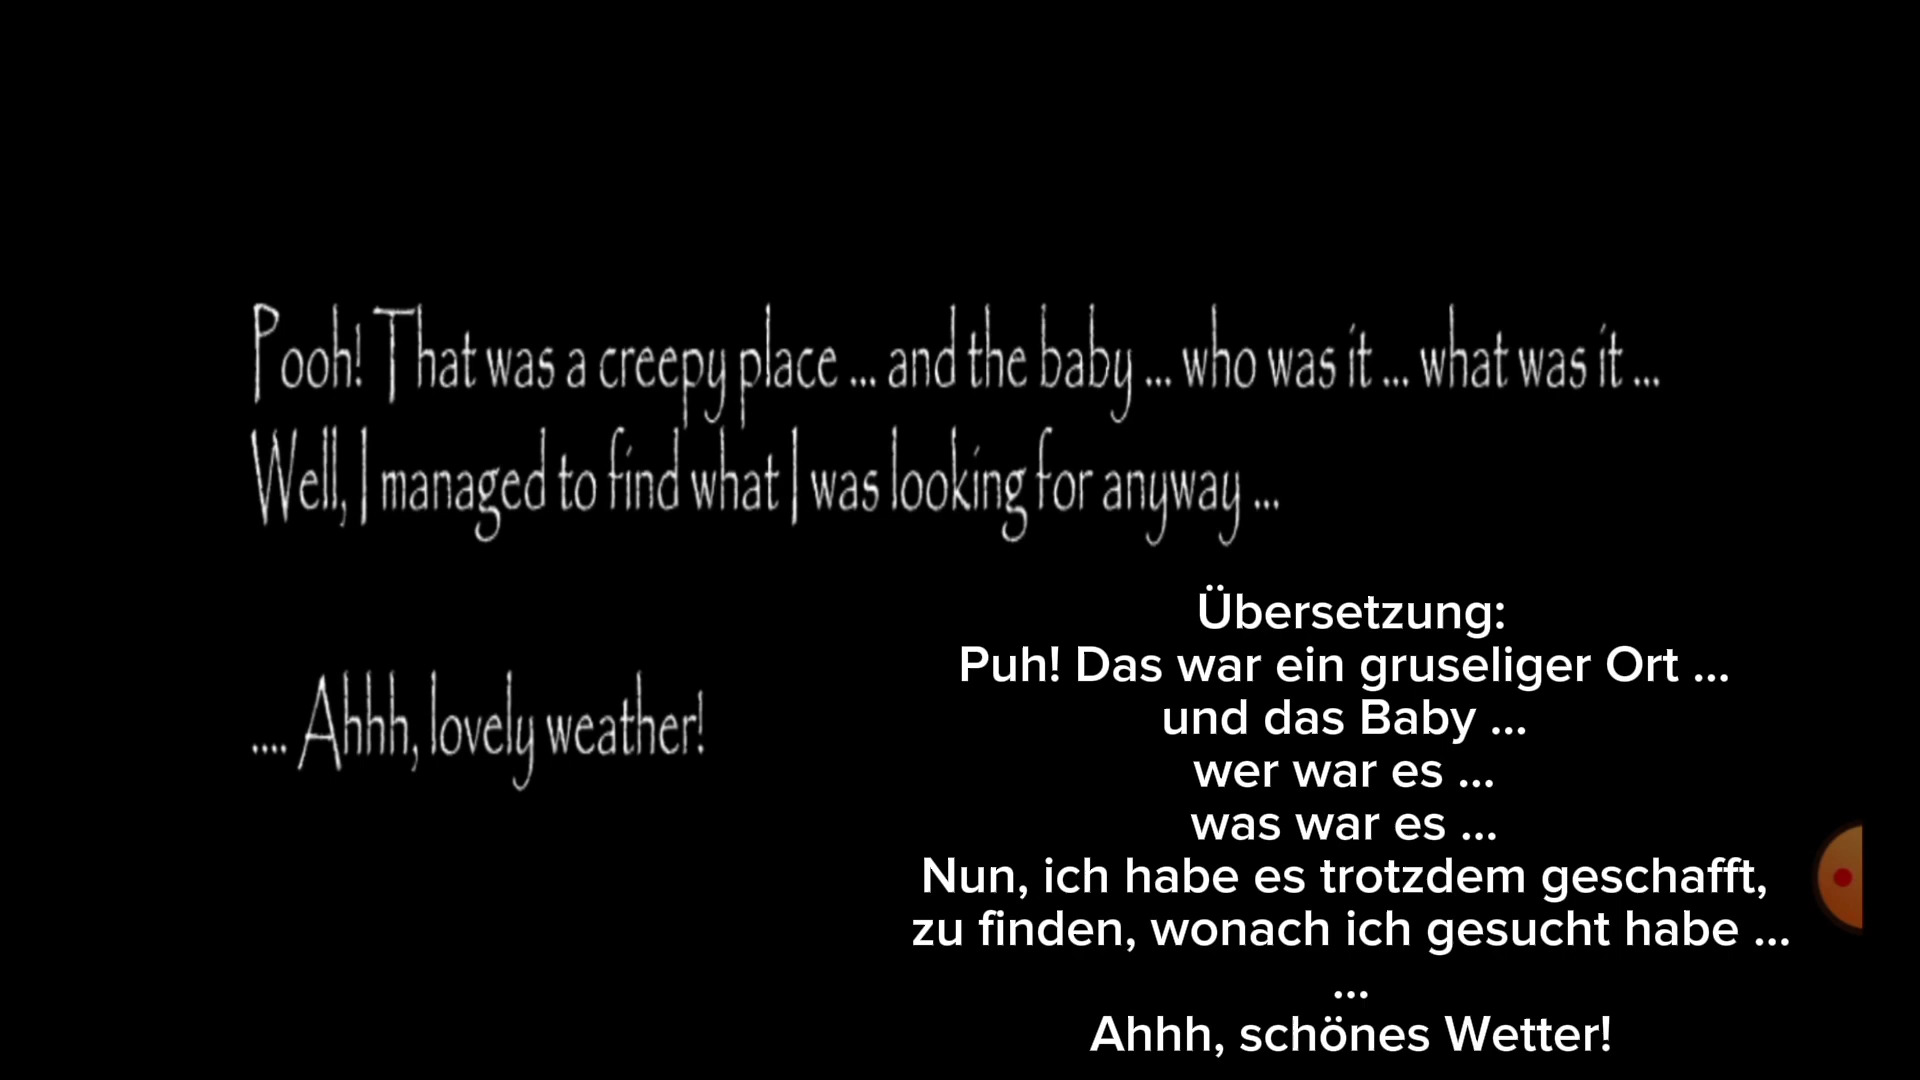 Pooh! That was a creepy place ... and the baby ... who was it ... what was it ...
Well, I managed to find what I was looking for anyway ...
.... Ahhh, lovely weather!
Übersetzung:
Puh! Das war ein gruseliger Ort ...
und das Baby ...
wer war es ...
was war es ...
Nun, ich habe es trotzdem geschafft,
zu finden, wonach ich gesucht habe ...
...
Ahhh, schönes Wetter!